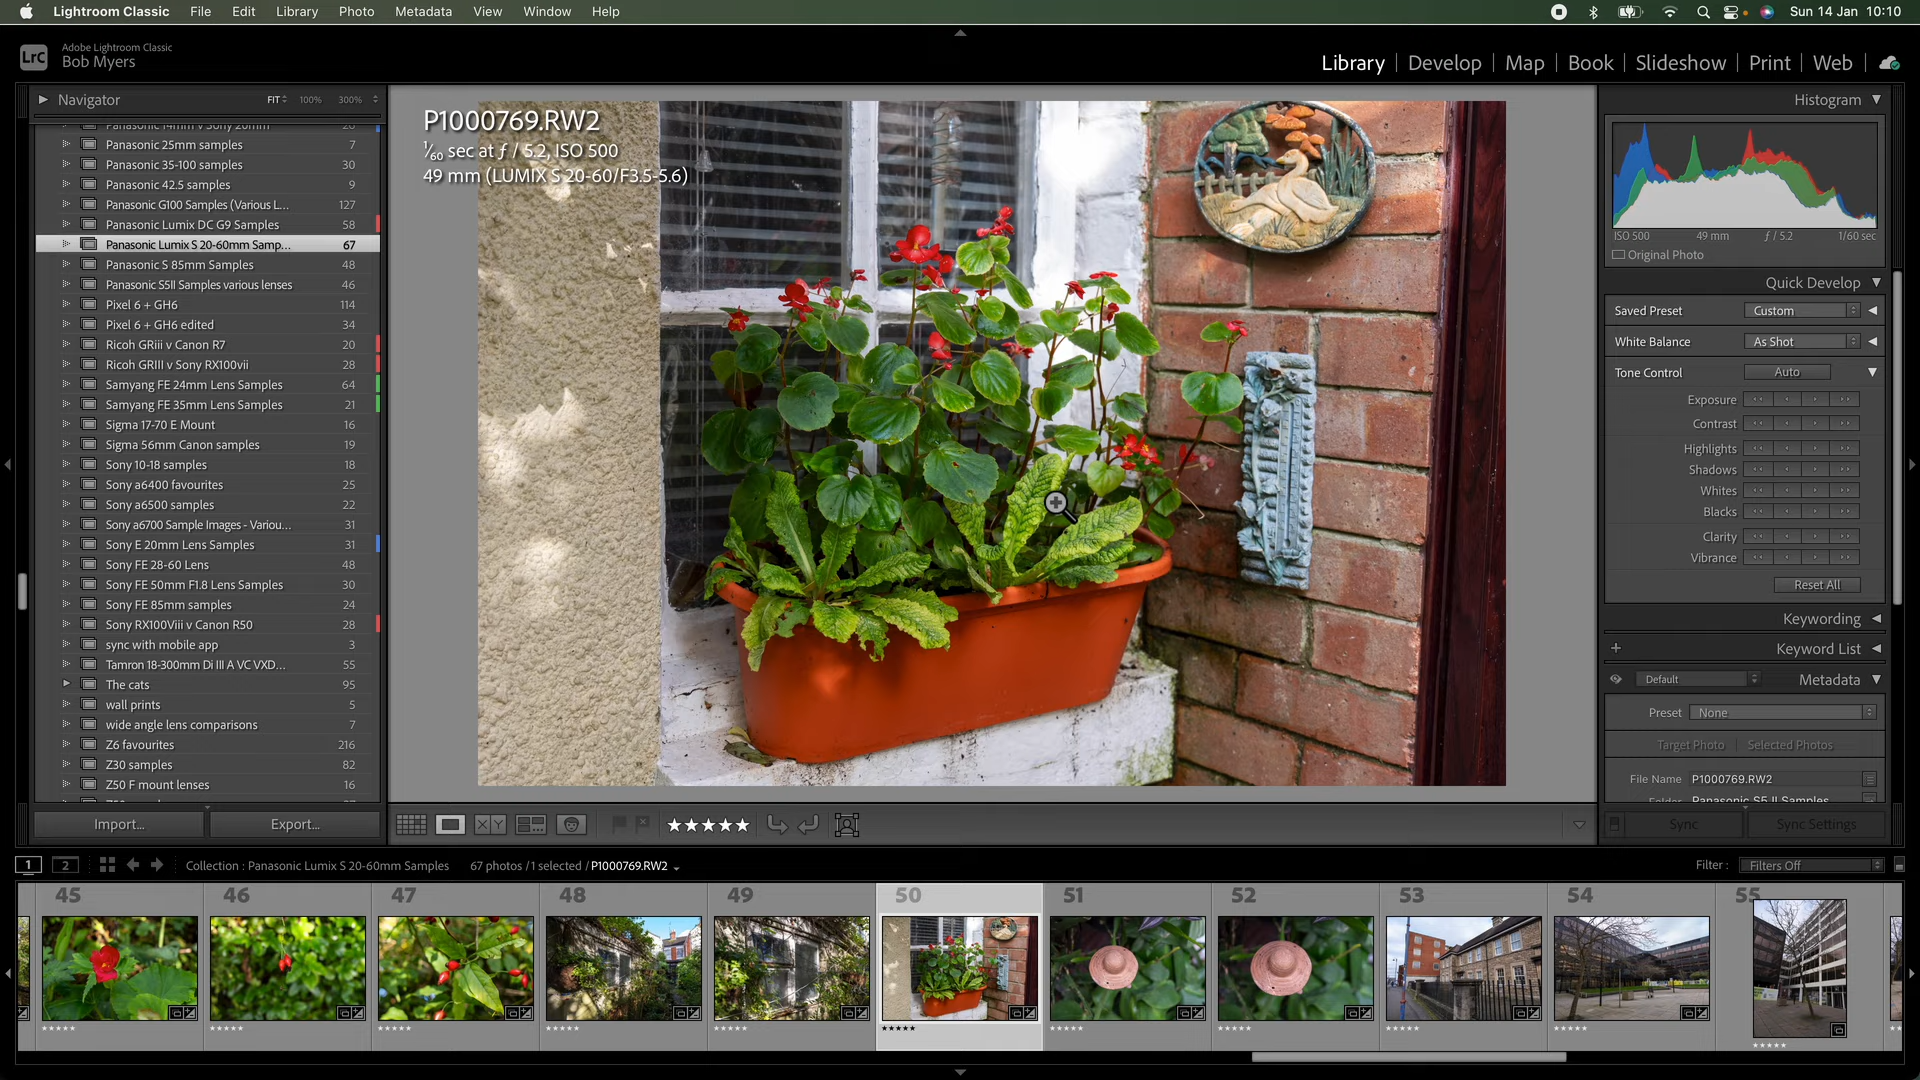 Lightroom Classic File Edit Library Photo Metadata View Window Help
Sun 14 Jan 10:10
LrC
Adobe Lightroom Classic
Bob Myers
Library Develop Map Book Slideshow Print Web
Navigator FIT 100% 300%
Panasonic 14mm v Sony 20mm
Panasonic 25mm samples 7
Panasonic 35-100 samples 30
Panasonic 42.5 samples 9
Panasonic G100 Samples (Various L... 127
Panasonic Lumix DC G9 Samples 58
Panasonic Lumix S 20-60mm Samp... 67
Panasonic S 85mm Samples 48
Panasonic S5II Samples various lenses 46
Pixel 6 + GH6 114
Pixel 6 + GH6 edited 34
Ricoh GRiii v Canon R7 20
Ricoh GRIII v Sony RX100vii 28
Samyang FE 24mm Lens Samples 64
Samyang FE 35mm Lens Samples 21
Sigma 17-70 E Mount 16
Sigma 56mm Canon samples 19
Sony 10-18 samples 18
Sony a6400 favourites 25
Sony a6500 samples 22
Sony a6700 Sample Images - Variou... 31
Sony E 20mm Lens Samples 31
Sony FE 28-60 Lens 48
Sony FE 50mm F1.8 Lens Samples 30
Sony FE 85mm samples 24
Sony RX100Viii v Canon R50 28
sync with mobile app 3
Tamron 18-300mm Di III A VC VXD... 55
The cats 95
wall prints 5
wide angle lens comparisons 7
Z6 favourites 216
Z30 samples 82
Z50 F mount lenses 16
Import... Export...
P1000769.RW2
1/60 sec at ƒ / 5.2, ISO 500
49 mm (LUMIX S 20-60/F3.5-5.6)
Histogram
ISO 500 49 mm ƒ / 5.2 1/60 sec
Original Photo
Quick Develop
Saved Preset Custom
White Balance As Shot
Tone Control Auto
Exposure
Contrast
Highlights
Shadows
Whites
Blacks
Clarity
Vibrance
Reset All
Keywording
Keyword List
Default Metadata
Preset None
Target Photo Selected Photos
File Name P1000769.RW2
Folder Panasonic S5 II Samples
Sync Sync Settings
X Y
1 2 Collection : Panasonic Lumix S 20-60mm Samples 67 photos / 1 selected / P1000769.RW2
Filter : Filters Off
45 46 47 48 49 50 51 52 53 54 55